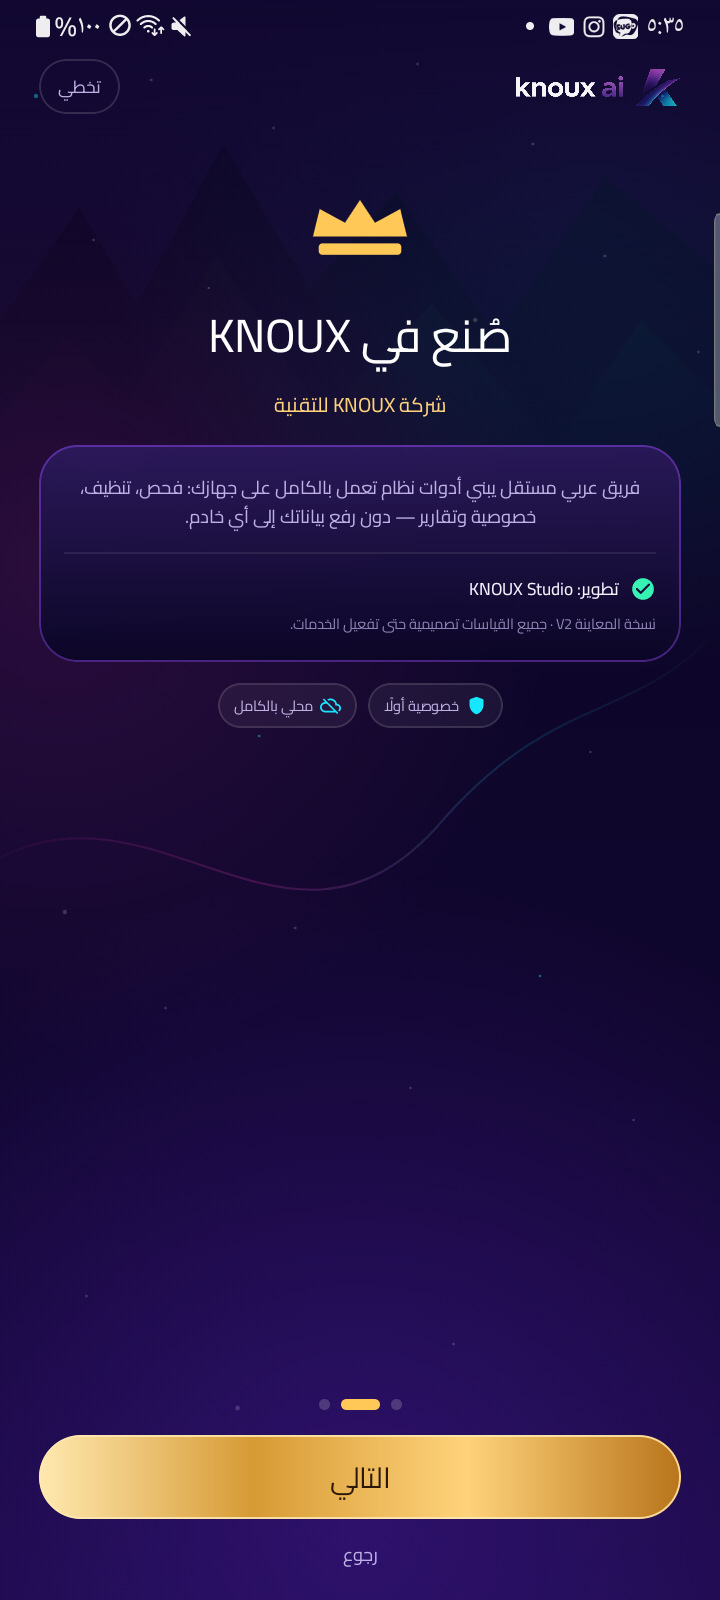 ٥:٣٥
%١٠٠
knoux ai
تخطي
صُنع في KNOUX
شركة KNOUX للتقنية
فريق عربي مستقل يبني أدوات نظام تعمل بالكامل على جهازك: فحص، تنظيف،
خصوصية وتقارير — دون رفع بياناتك إلى أي خادم.
تطوير: KNOUX Studio
نسخة المعاينة V2 · جميع القياسات تصميمية حتى تفعيل الخدمات.
خصوصية أولًا
محلي بالكامل
التالي
رجوع